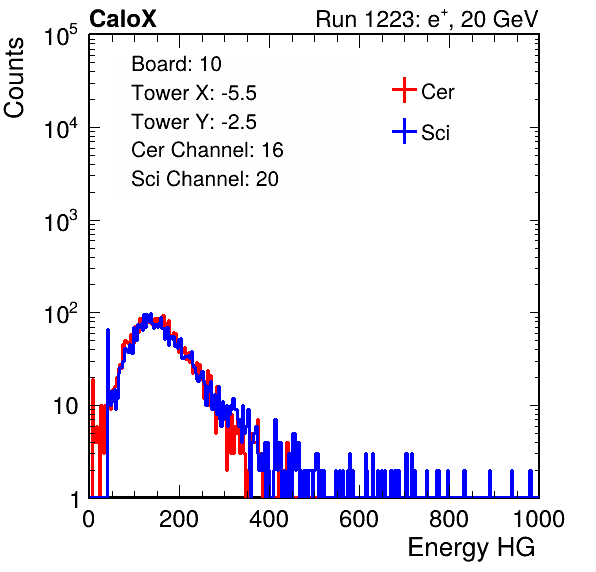 CaloX Run 1223: e⁺, 20 GeV
Counts
10⁵
10⁴
10³
10²
10
1
Board: 10
Tower X: -5.5
Tower Y: -2.5
Cer Channel: 16
Sci Channel: 20
Cer
Sci
0 200 400 600 800 1000
Energy HG